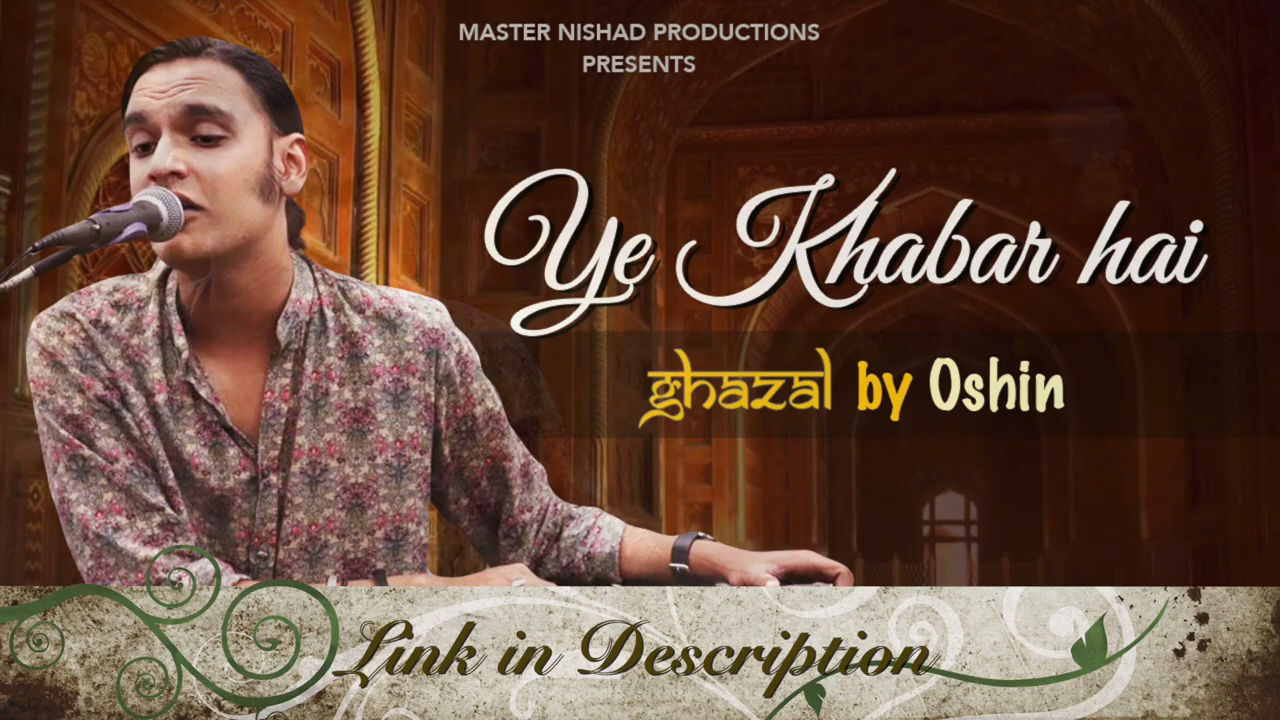 MASTER NISHAD PRODUCTIONS
PRESENTS
Ye Khabar hai
ghazal by Oshin
Link in Description